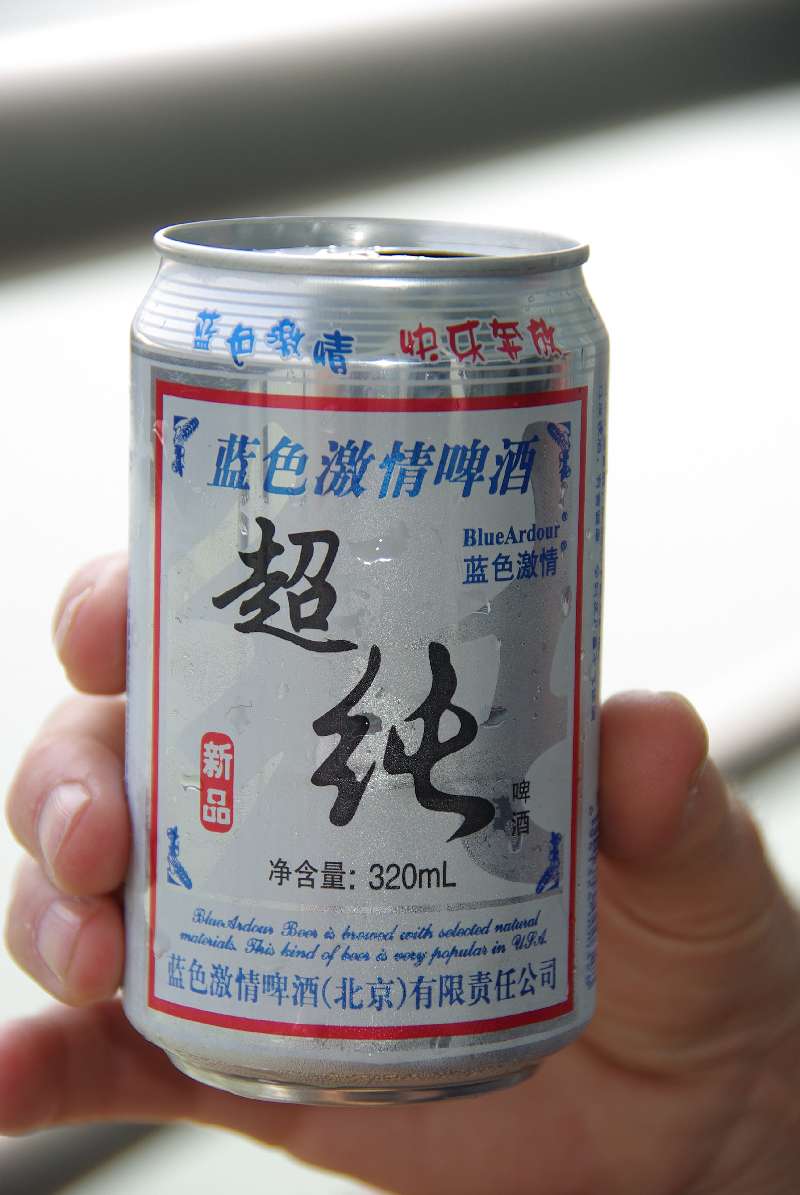 蓝色激情 快乐奔放
蓝色激情啤酒
BlueArdour
蓝色激情
超纯
啤酒
新品
净含量: 320mL
BlueArdour Beer is brewed with selected natural
materials. This kind of beer is very popular in USA.
蓝色激情啤酒(北京)有限责任公司